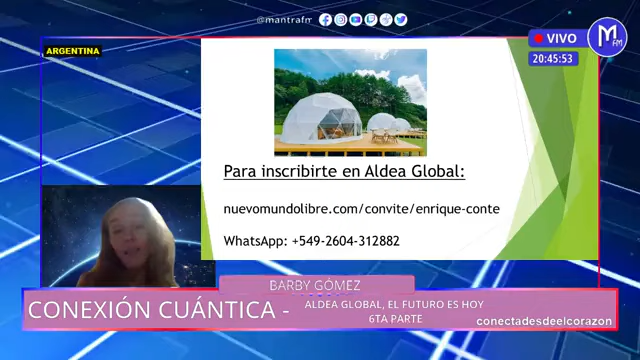 @mantrafm
ARGENTINA
VIVO
MFM
20:45:53
Para inscribirte en Aldea Global:
nuevomundolibre.com/convite/enrique-conte
WhatsApp: +549-2604-312882
BARBY GÓMEZ
CONEXIÓN CUÁNTICA -
ALDEA GLOBAL, EL FUTURO ES HOY
6TA PARTE
conectadesdeelcorazon